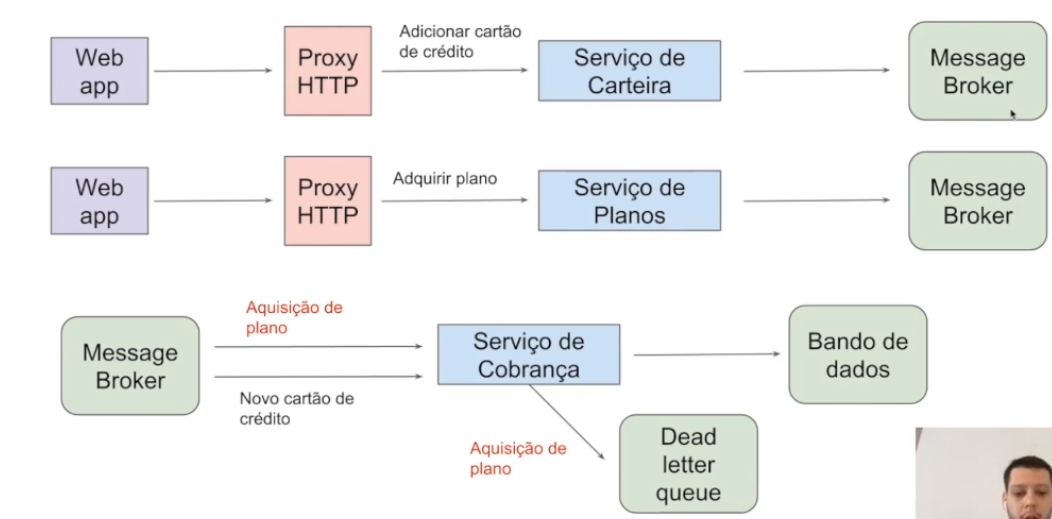 Web
app
Proxy
HTTP
Adicionar cartão
de crédito
Serviço de
Carteira
Message
Broker
Web
app
Proxy
HTTP
Adquirir plano
Serviço de
Planos
Message
Broker
Message
Broker
Aquisição de
plano
Novo cartão de
crédito
Serviço de
Cobrança
Bando de
dados
Aquisição de
plano
Dead
letter
queue